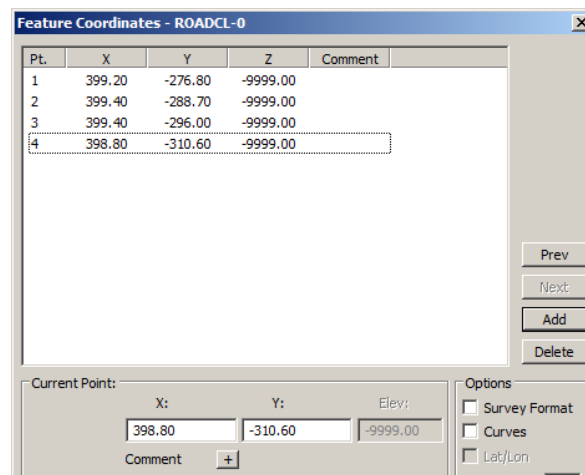 Feature Coordinates - ROADCL-0
Pt. X Y Z Comment
1 399.20 -276.80 -9999.00
2 399.40 -288.70 -9999.00
3 399.40 -296.00 -9999.00
4 398.80 -310.60 -9999.00
Prev
Next
Add
Delete
Current Point:
X: Y: Elev:
398.80 -310.60 -9999.00
Comment +
Options
Survey Format
Curves
Lat/Lon